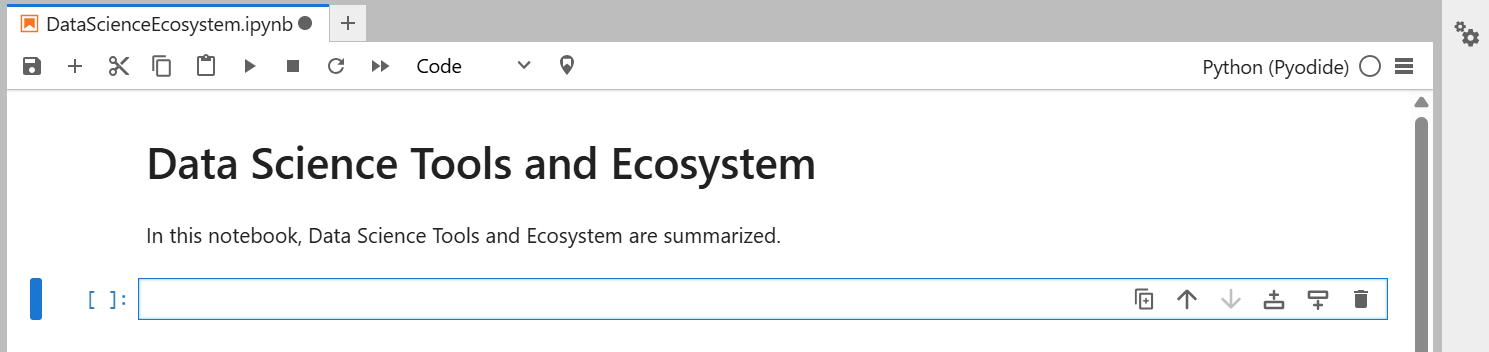 DataScienceEcosystem.ipynb
Code
Python (Pyodide)
Data Science Tools and Ecosystem
In this notebook, Data Science Tools and Ecosystem are summarized.
[ ]: